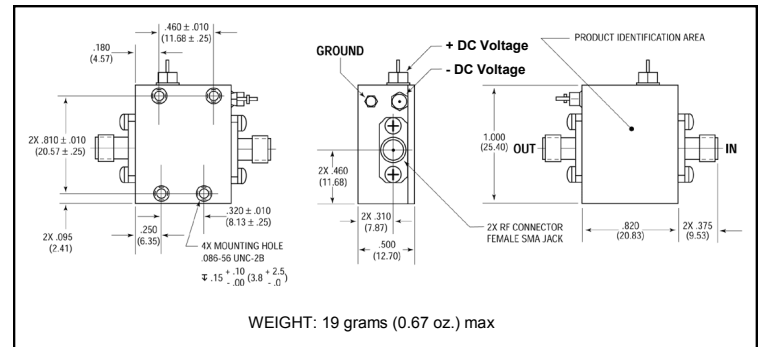 .460 ± .010
(11.68 ± .25)
.180
(4.57)
2X .810 ± .010
(20.57 ± .25)
2X .095
(2.41)
.250
(6.35)
.320 ± .010
(8.13 ± .25)
4X MOUNTING HOLE
.086-56 UNC-2B
↧ .15 + .10 - .00 (3.8 + 2.5 - .0)
GROUND
+ DC Voltage
- DC Voltage
2X .460
(11.68)
2X .310
(7.87)
.500
(12.70)
2X RF CONNECTOR
FEMALE SMA JACK
PRODUCT IDENTIFICATION AREA
1.000
(25.40)
OUT
IN
.820
(20.83)
2X .375
(9.53)
WEIGHT: 19 grams (0.67 oz.) max